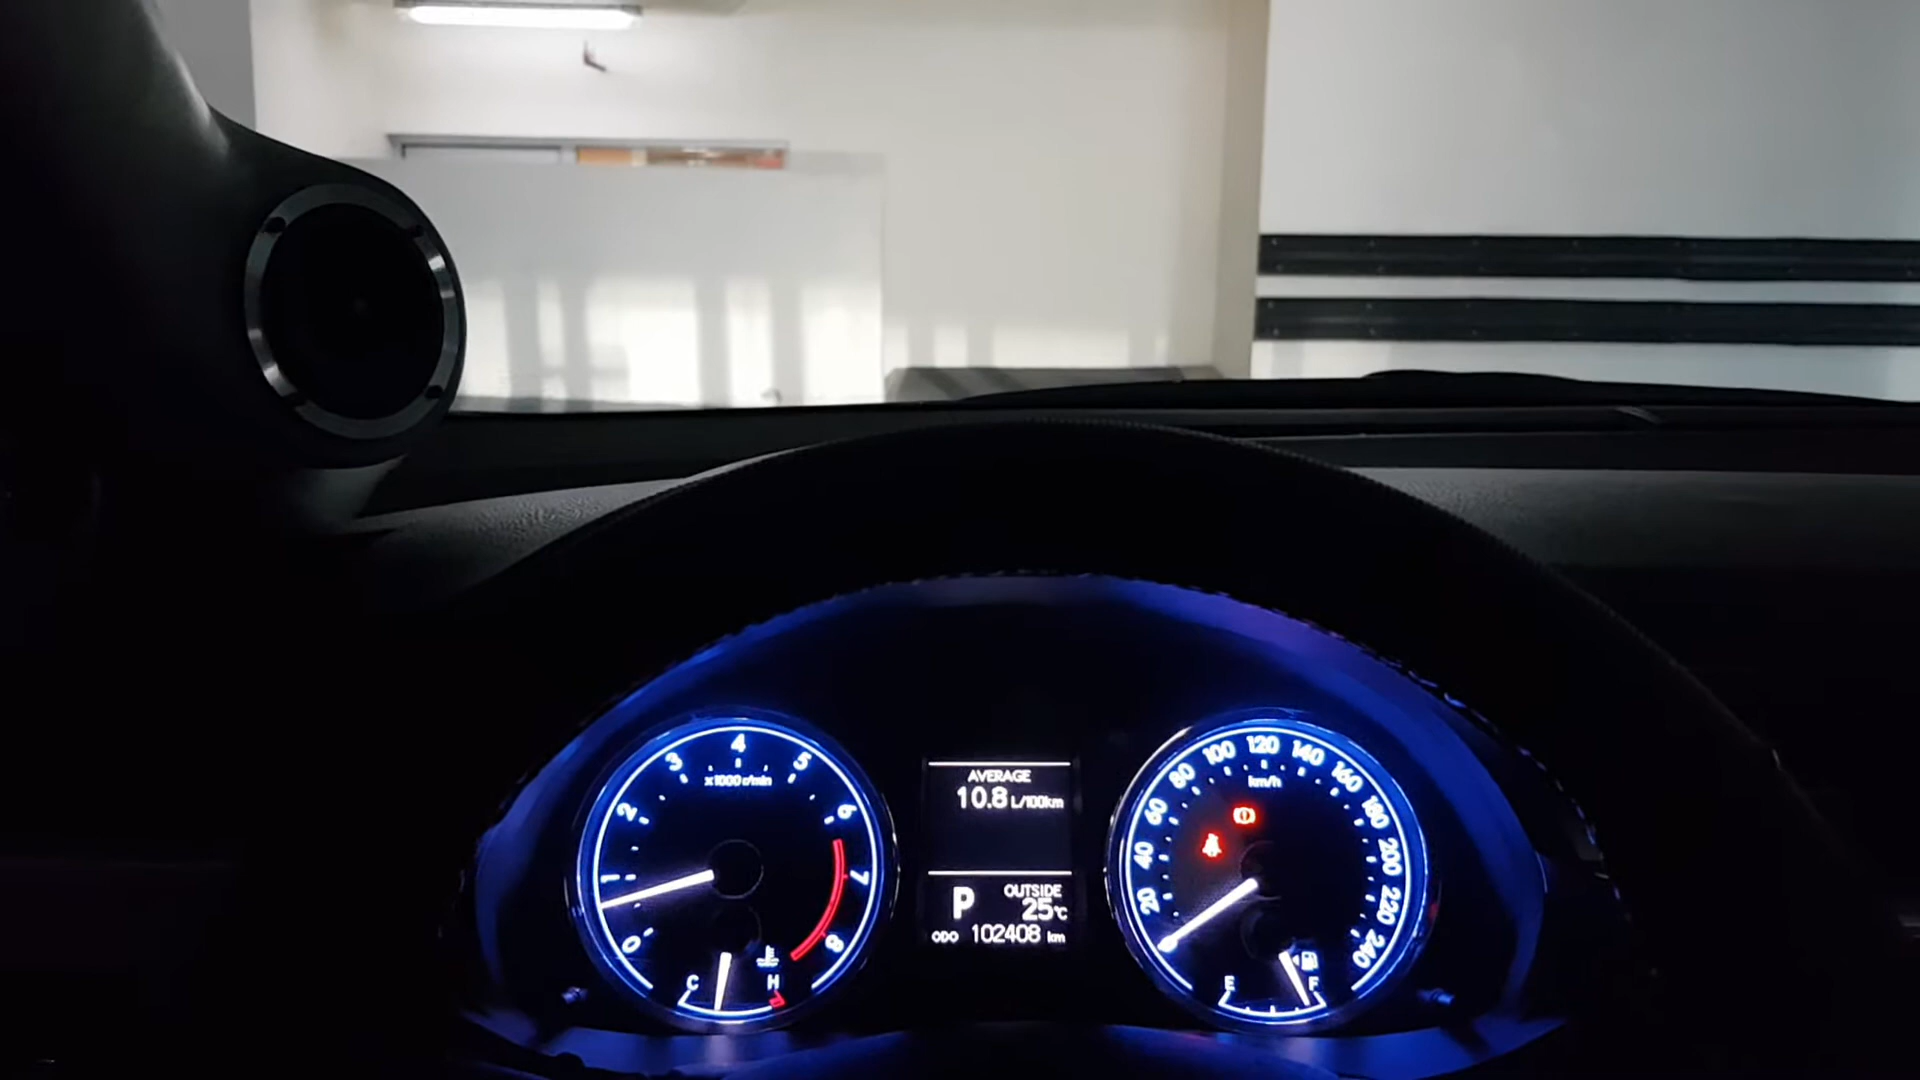 0 1 2 3 4 5 6 7 8
x1000 r/min
C H
AVERAGE
10.8 L/100km
P
OUTSIDE
25°C
ODO 102408 km
20 40 60 80 100 120 140 160 180 200 220 240
km/h
E F